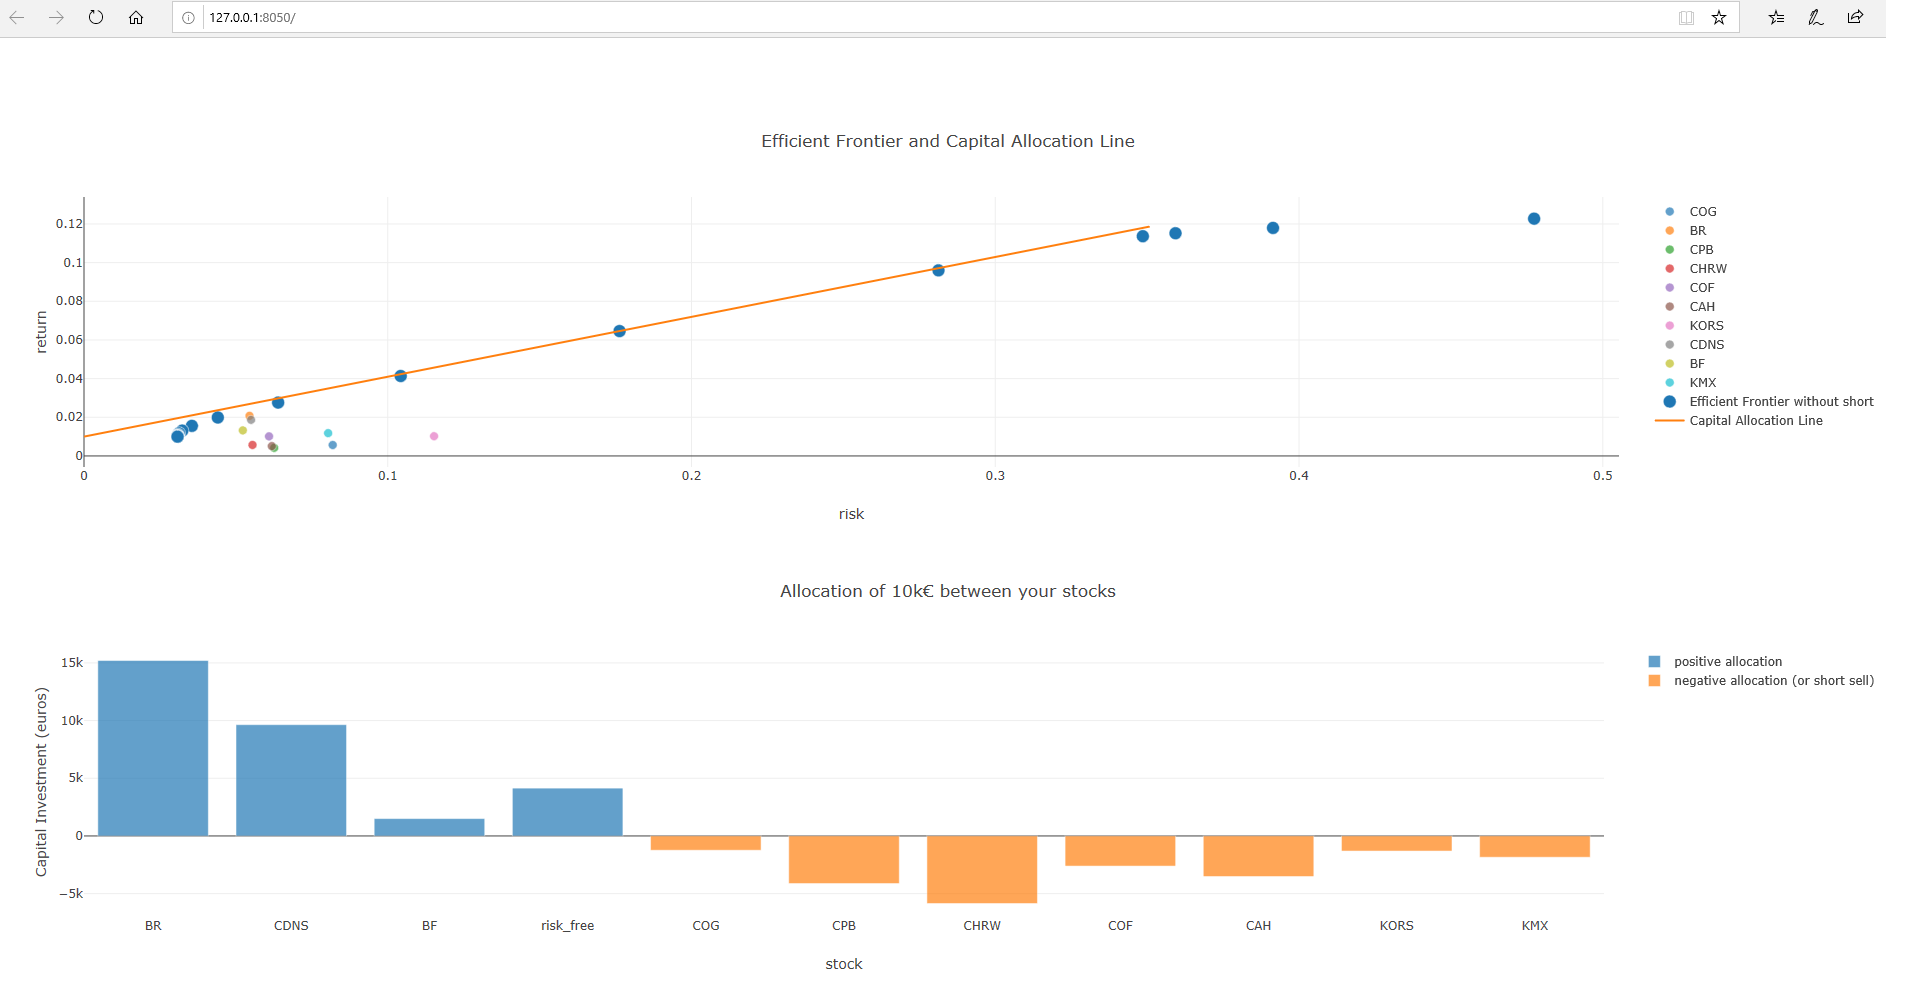 127.0.0.1:8050/
Efficient Frontier and Capital Allocation Line
0.12
0.1
0.08
0.06
0.04
0.02
0
return
0 0.1 0.2 0.3 0.4 0.5
risk
COG
BR
CPB
CHRW
COF
CAH
KORS
CDNS
BF
KMX
Efficient Frontier without short
Capital Allocation Line
Allocation of 10k€ between your stocks
15k
10k
5k
0
−5k
Capital Investment (euros)
BR CDNS BF risk_free COG CPB CHRW COF CAH KORS KMX
stock
positive allocation
negative allocation (or short sell)